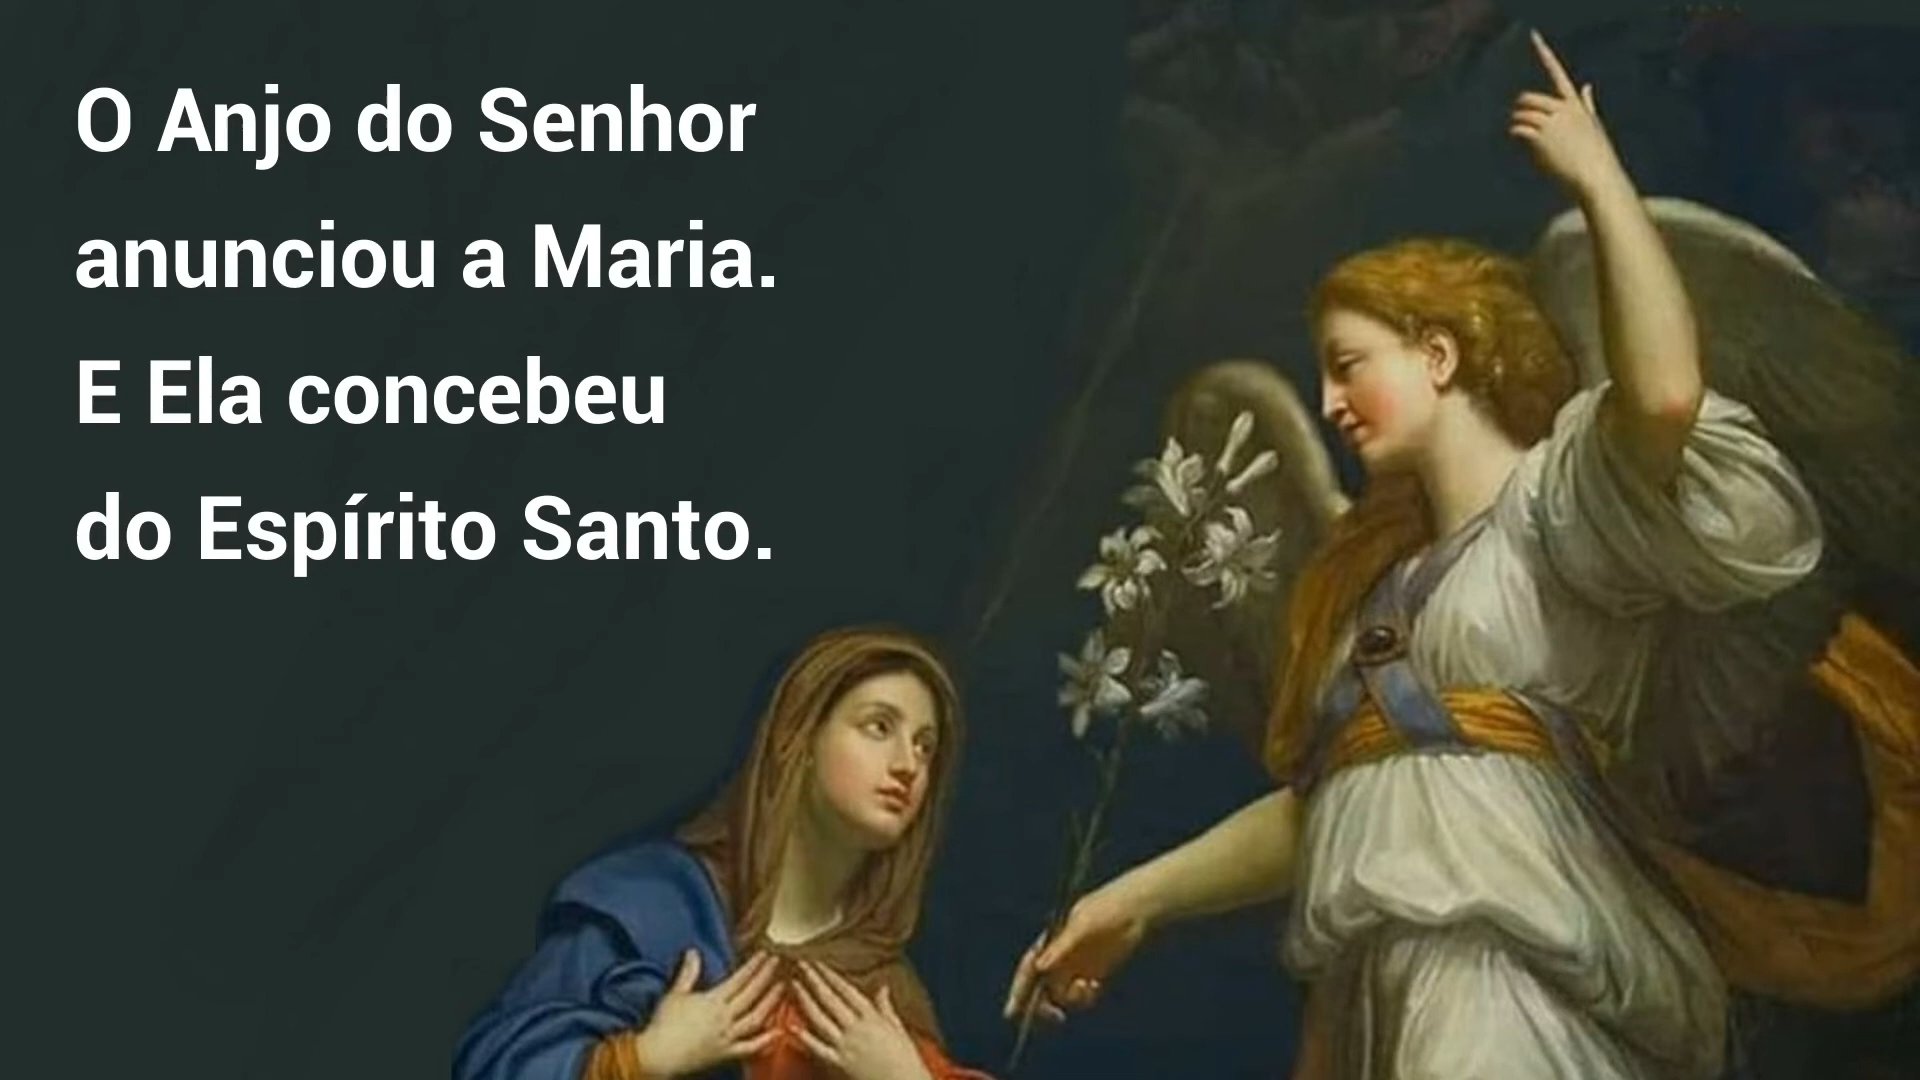 O Anjo do Senhor
anunciou a Maria.
E Ela concebeu
do Espírito Santo.